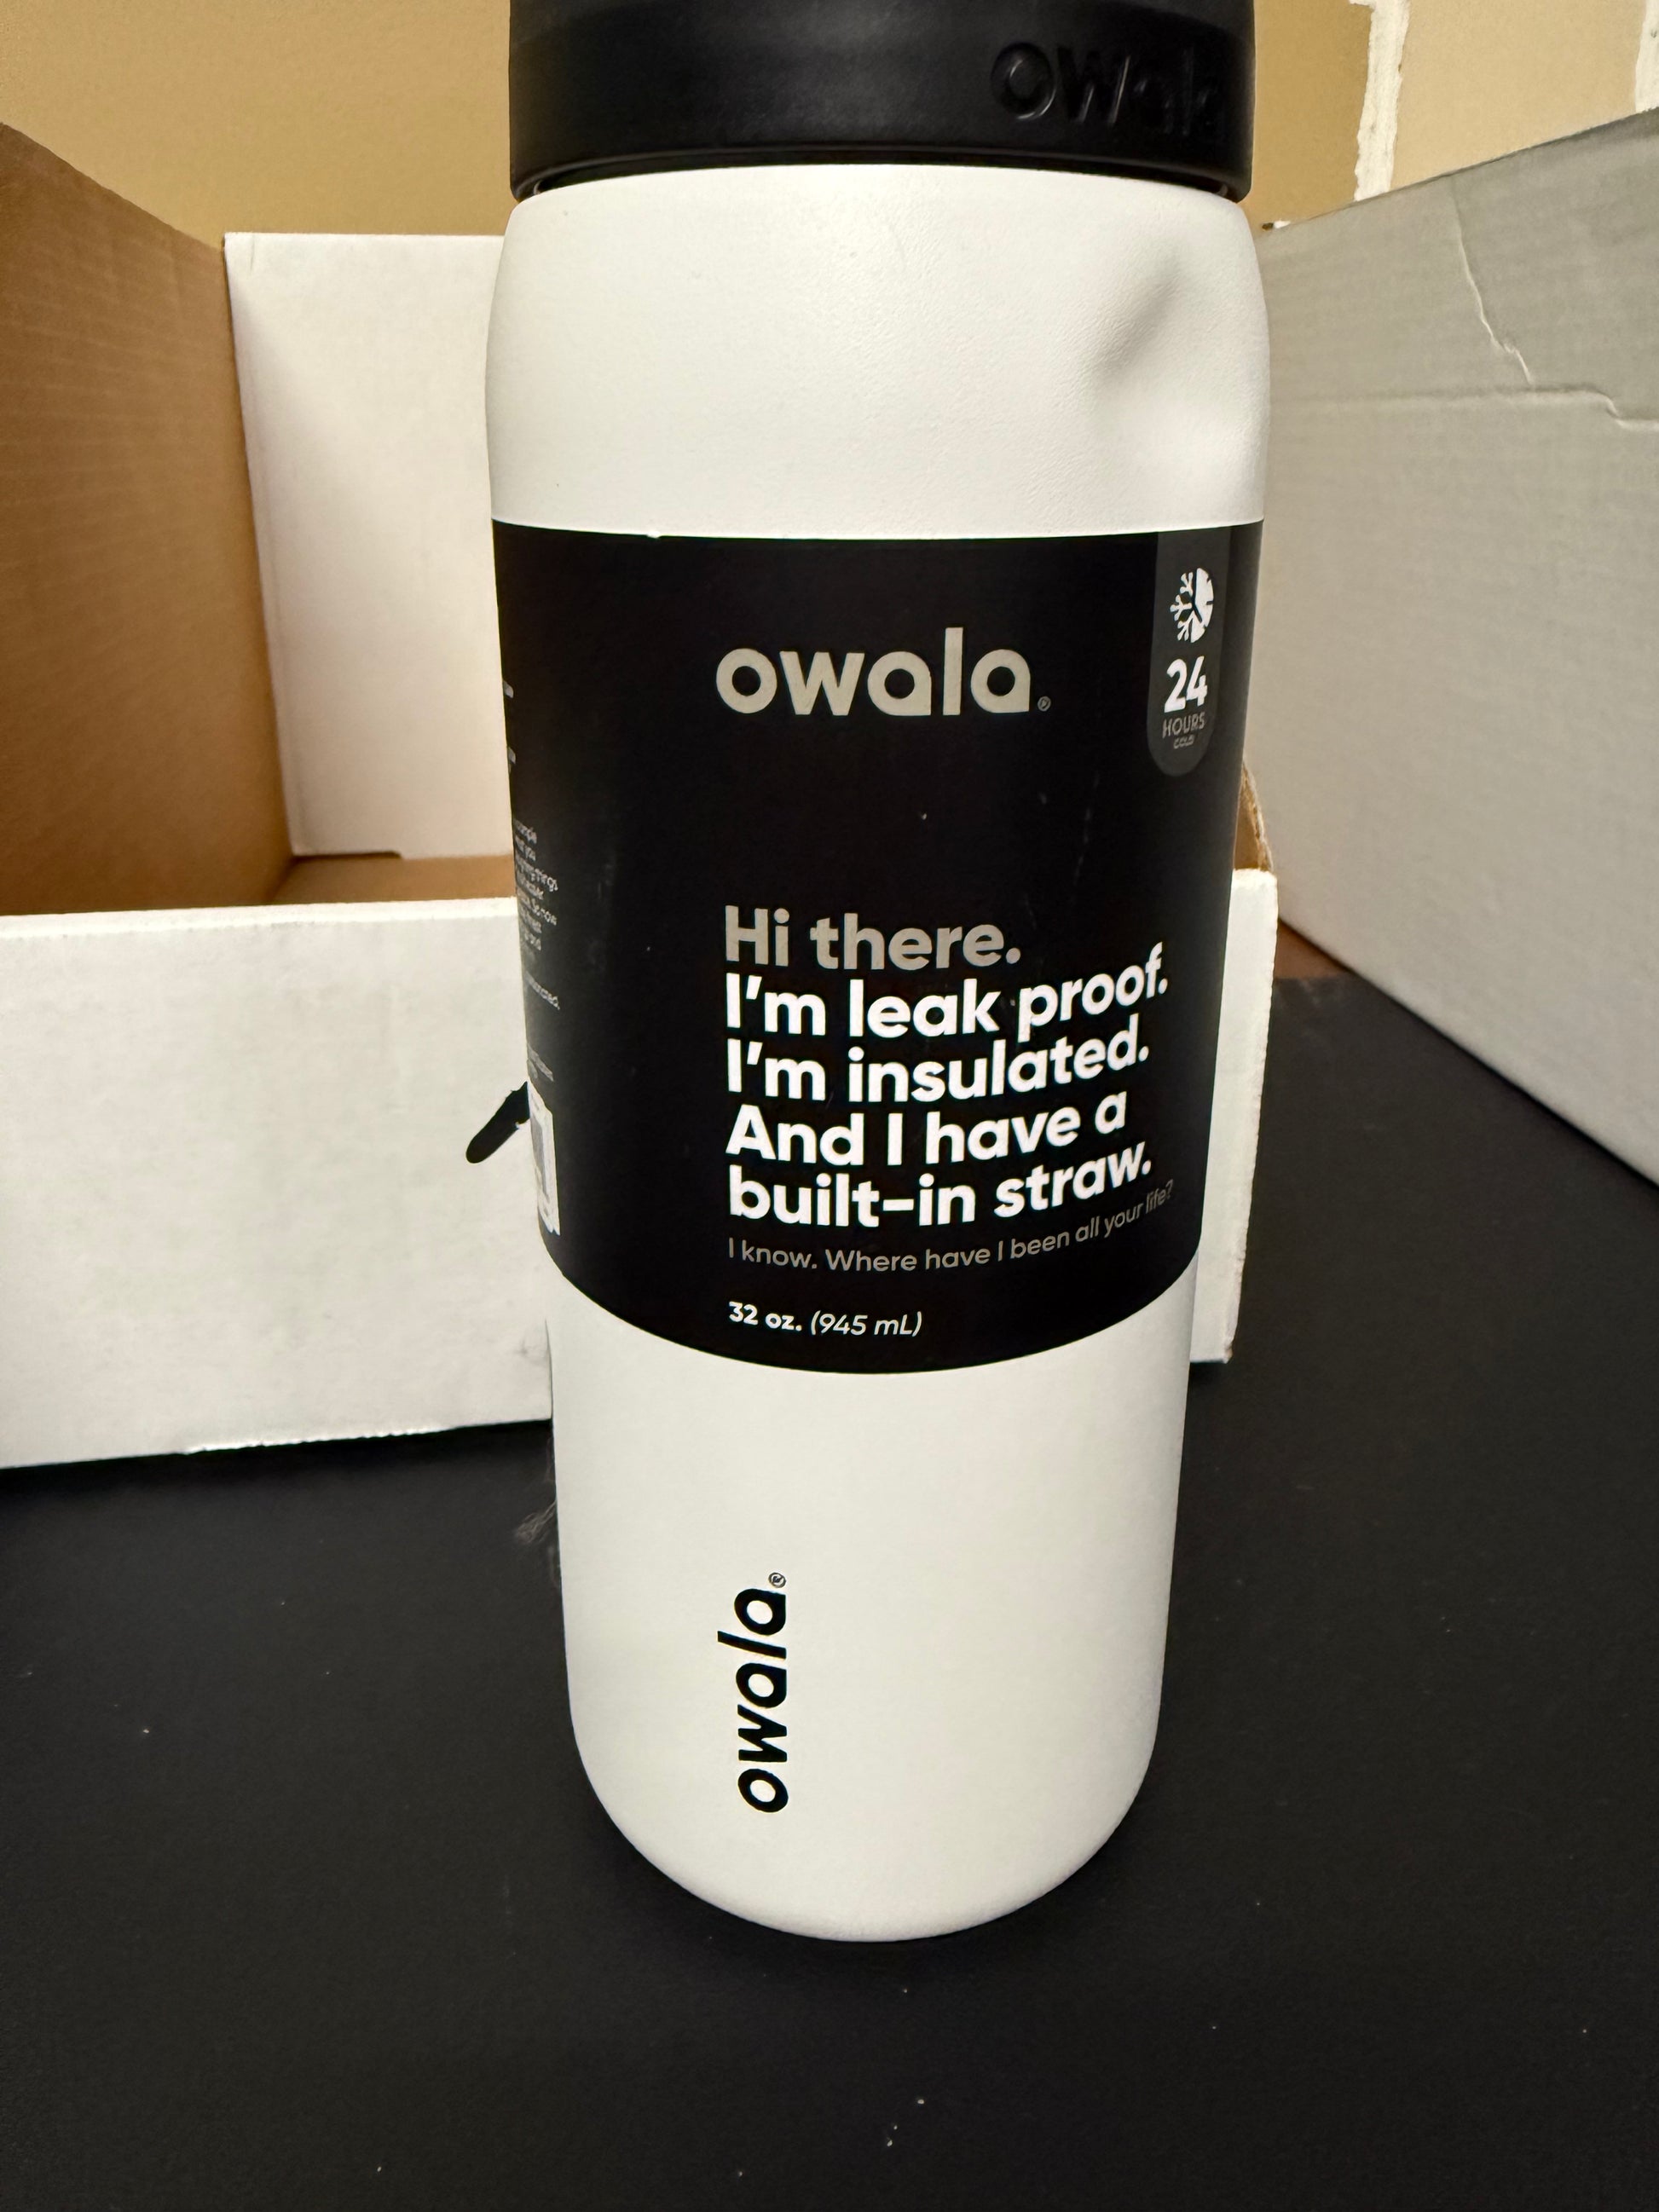 owala
owala®
24
HOURS
COLD
Hi there.
I'm leak proof.
I'm insulated.
And I have a
built-in straw.
I know. Where have I been all your life?
32 oz. (945 mL)
owala®